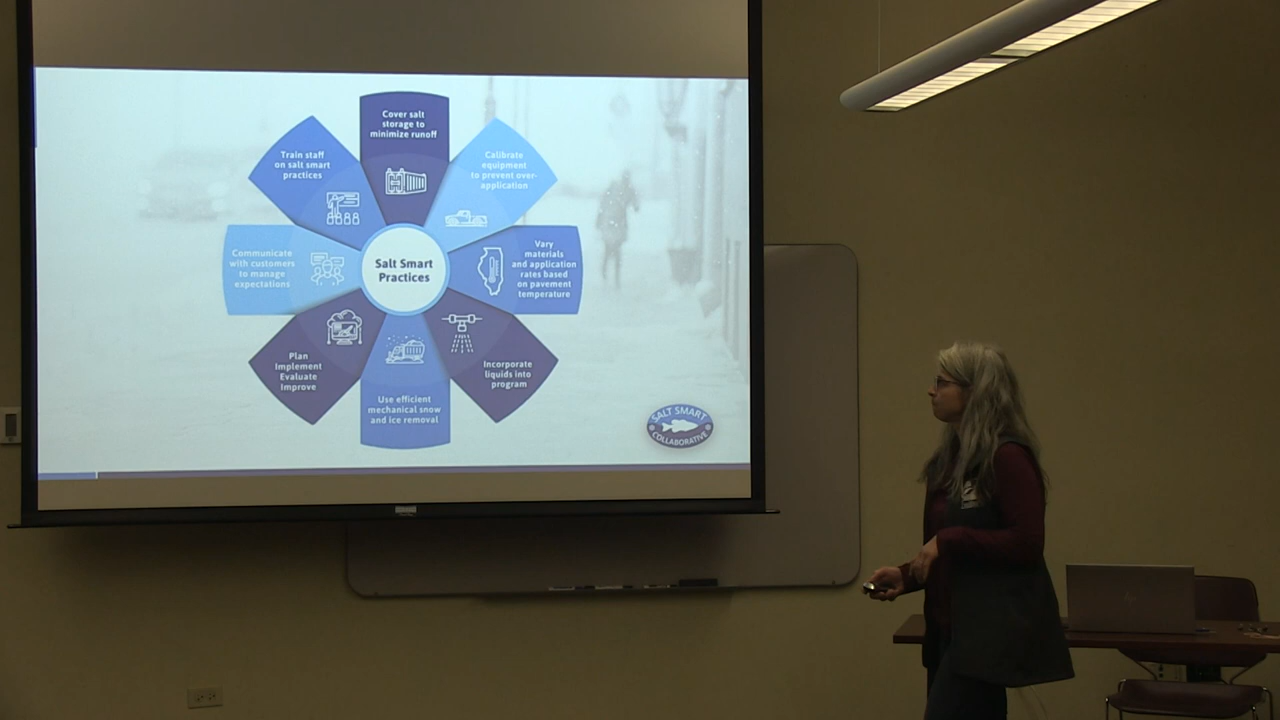 Cover salt
storage to
minimize runoff
Calibrate
equipment
to prevent over-
application
Vary
materials
and application
rates based
on pavement
temperature
Incorporate
liquids into
program
Use efficient
mechanical snow
and ice removal
Plan
Implement
Evaluate
Improve
Communicate
with customers
to manage
expectations
Train staff
on salt smart
practices
Salt Smart
Practices
SALT SMART
COLLABORATIVE
hp